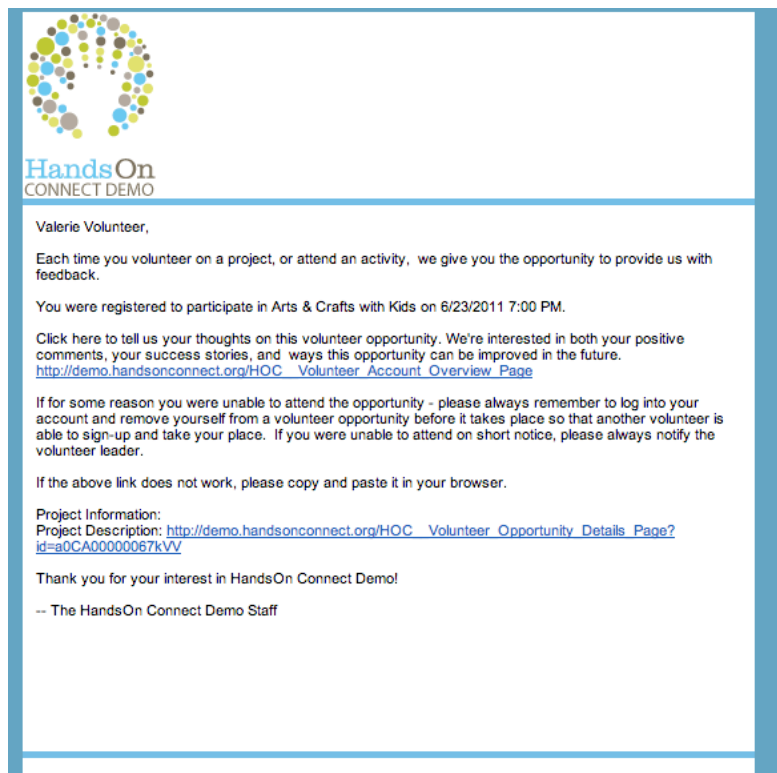 HandsOn
CONNECT DEMO
Valerie Volunteer,
Each time you volunteer on a project, or attend an activity,  we give you the opportunity to provide us with
feedback.
You were registered to participate in Arts & Crafts with Kids on 6/23/2011 7:00 PM.
Click here to tell us your thoughts on this volunteer opportunity. We're interested in both your positive
comments, your success stories, and  ways this opportunity can be improved in the future.
http://demo.handsonconnect.org/HOC__Volunteer_Account_Overview_Page
If for some reason you were unable to attend the opportunity - please always remember to log into your
account and remove yourself from a volunteer opportunity before it takes place so that another volunteer is
able to sign-up and take your place.  If you were unable to attend on short notice, please always notify the
volunteer leader.
If the above link does not work, please copy and paste it in your browser.
Project Information:
Project Description: http://demo.handsonconnect.org/HOC__Volunteer_Opportunity_Details_Page?
id=a0CA00000067kVV
Thank you for your interest in HandsOn Connect Demo!
-- The HandsOn Connect Demo Staff